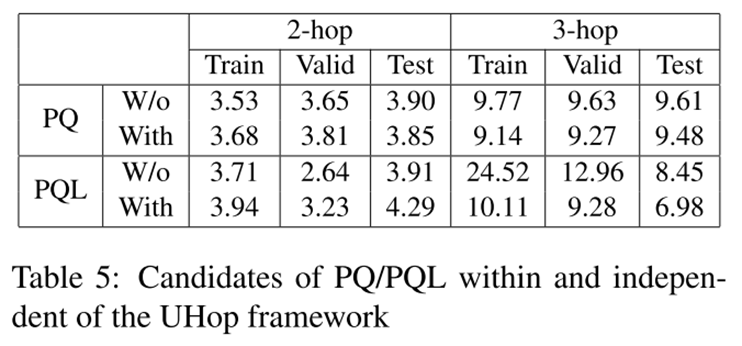 2-hop 3-hop
Train Valid Test Train Valid Test
PQ W/o 3.53 3.65 3.90 9.77 9.63 9.61
With 3.68 3.81 3.85 9.14 9.27 9.48
PQL W/o 3.71 2.64 3.91 24.52 12.96 8.45
With 3.94 3.23 4.29 10.11 9.28 6.98
Table 5: Candidates of PQ/PQL within and indepen-
dent of the UHop framework